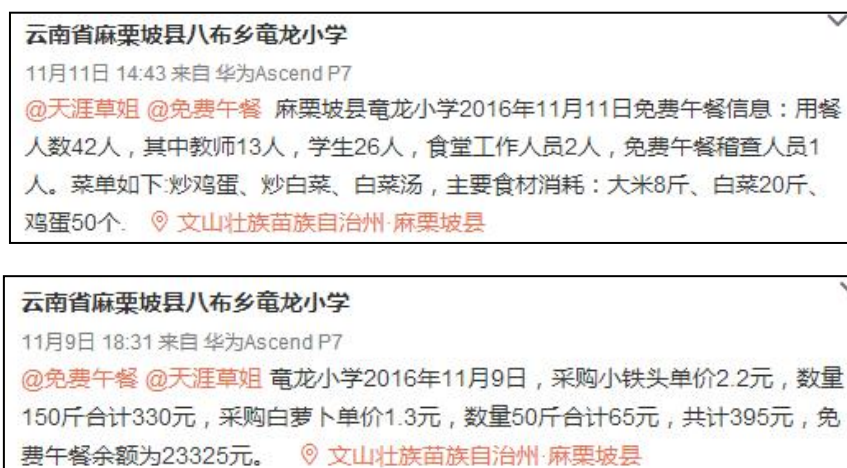 云南省麻栗坡县八布乡竜龙小学
11月11日 14:43 来自 华为Ascend P7
@天涯草姐 @免费午餐 麻栗坡县竜龙小学2016年11月11日免费午餐信息：用餐
人数42人，其中教师13人，学生26人，食堂工作人员2人，免费午餐稽查人员1
人。菜单如下:炒鸡蛋、炒白菜、白菜汤，主要食材消耗：大米8斤、白菜20斤、
鸡蛋50个. 文山壮族苗族自治州·麻栗坡县
云南省麻栗坡县八布乡竜龙小学
11月9日 18:31 来自 华为Ascend P7
@免费午餐 @天涯草姐 竜龙小学2016年11月9日，采购小铁头单价2.2元，数量
150斤合计330元，采购白萝卜单价1.3元，数量50斤合计65元，共计395元，免
费午餐余额为23325元。 文山壮族苗族自治州·麻栗坡县